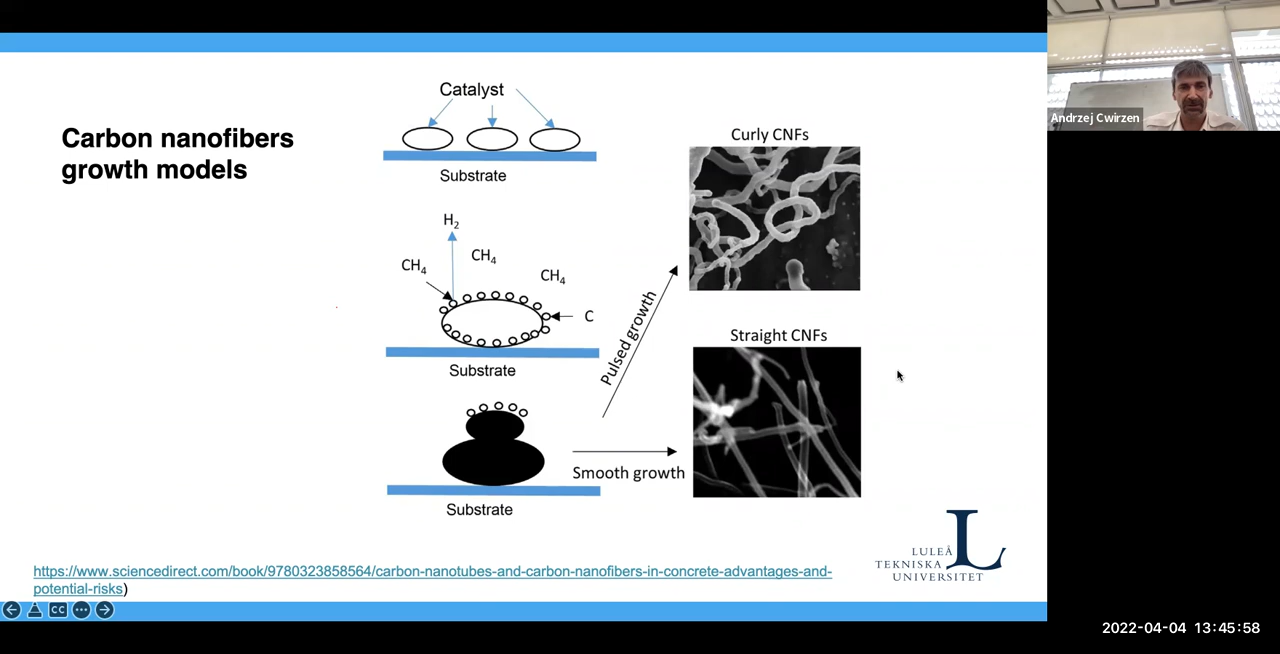 Carbon nanofibers
growth models
Catalyst
Substrate
H₂
CH₄
CH₄
CH₄
C
Substrate
Substrate
Pulsed growth
Smooth growth
Curly CNFs
Straight CNFs
https://www.sciencedirect.com/book/9780323858564/carbon-nanotubes-and-carbon-nanofibers-in-concrete-advantages-and-
potential-risks)
LULEÅ
TEKNISKA
UNIVERSITET
L
CC
Andrzej Cwirzen
2022-04-04 13:45:58